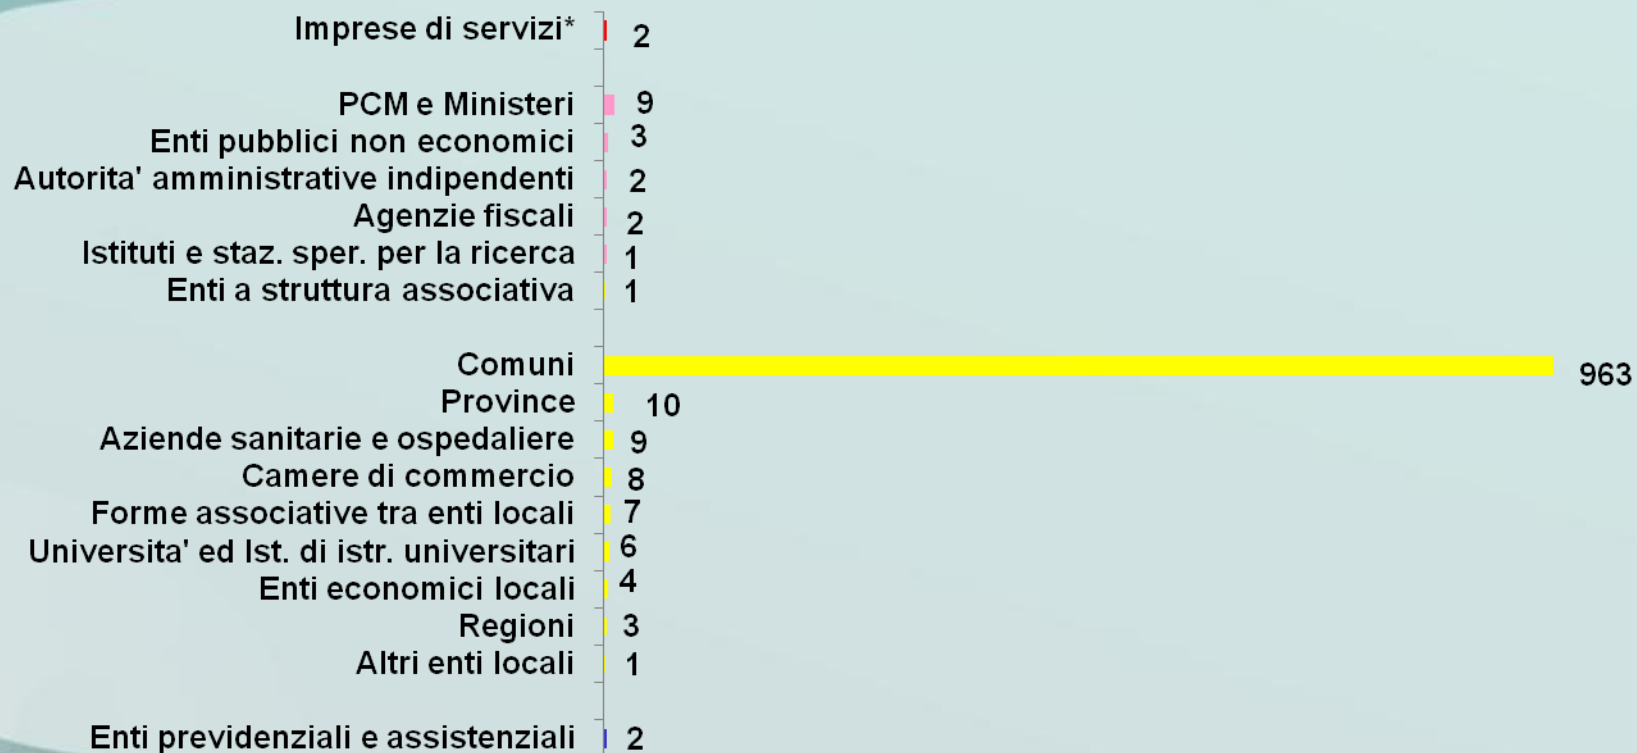 Imprese di servizi* 2
PCM e Ministeri 9
Enti pubblici non economici 3
Autorita' amministrative indipendenti 2
Agenzie fiscali 2
Istituti e staz. sper. per la ricerca 1
Enti a struttura associativa 1
Comuni 963
Province 10
Aziende sanitarie e ospedaliere 9
Camere di commercio 8
Forme associative tra enti locali 7
Universita' ed Ist. di istr. universitari 6
Enti economici locali 4
Regioni 3
Altri enti locali 1
Enti previdenziali e assistenziali 2